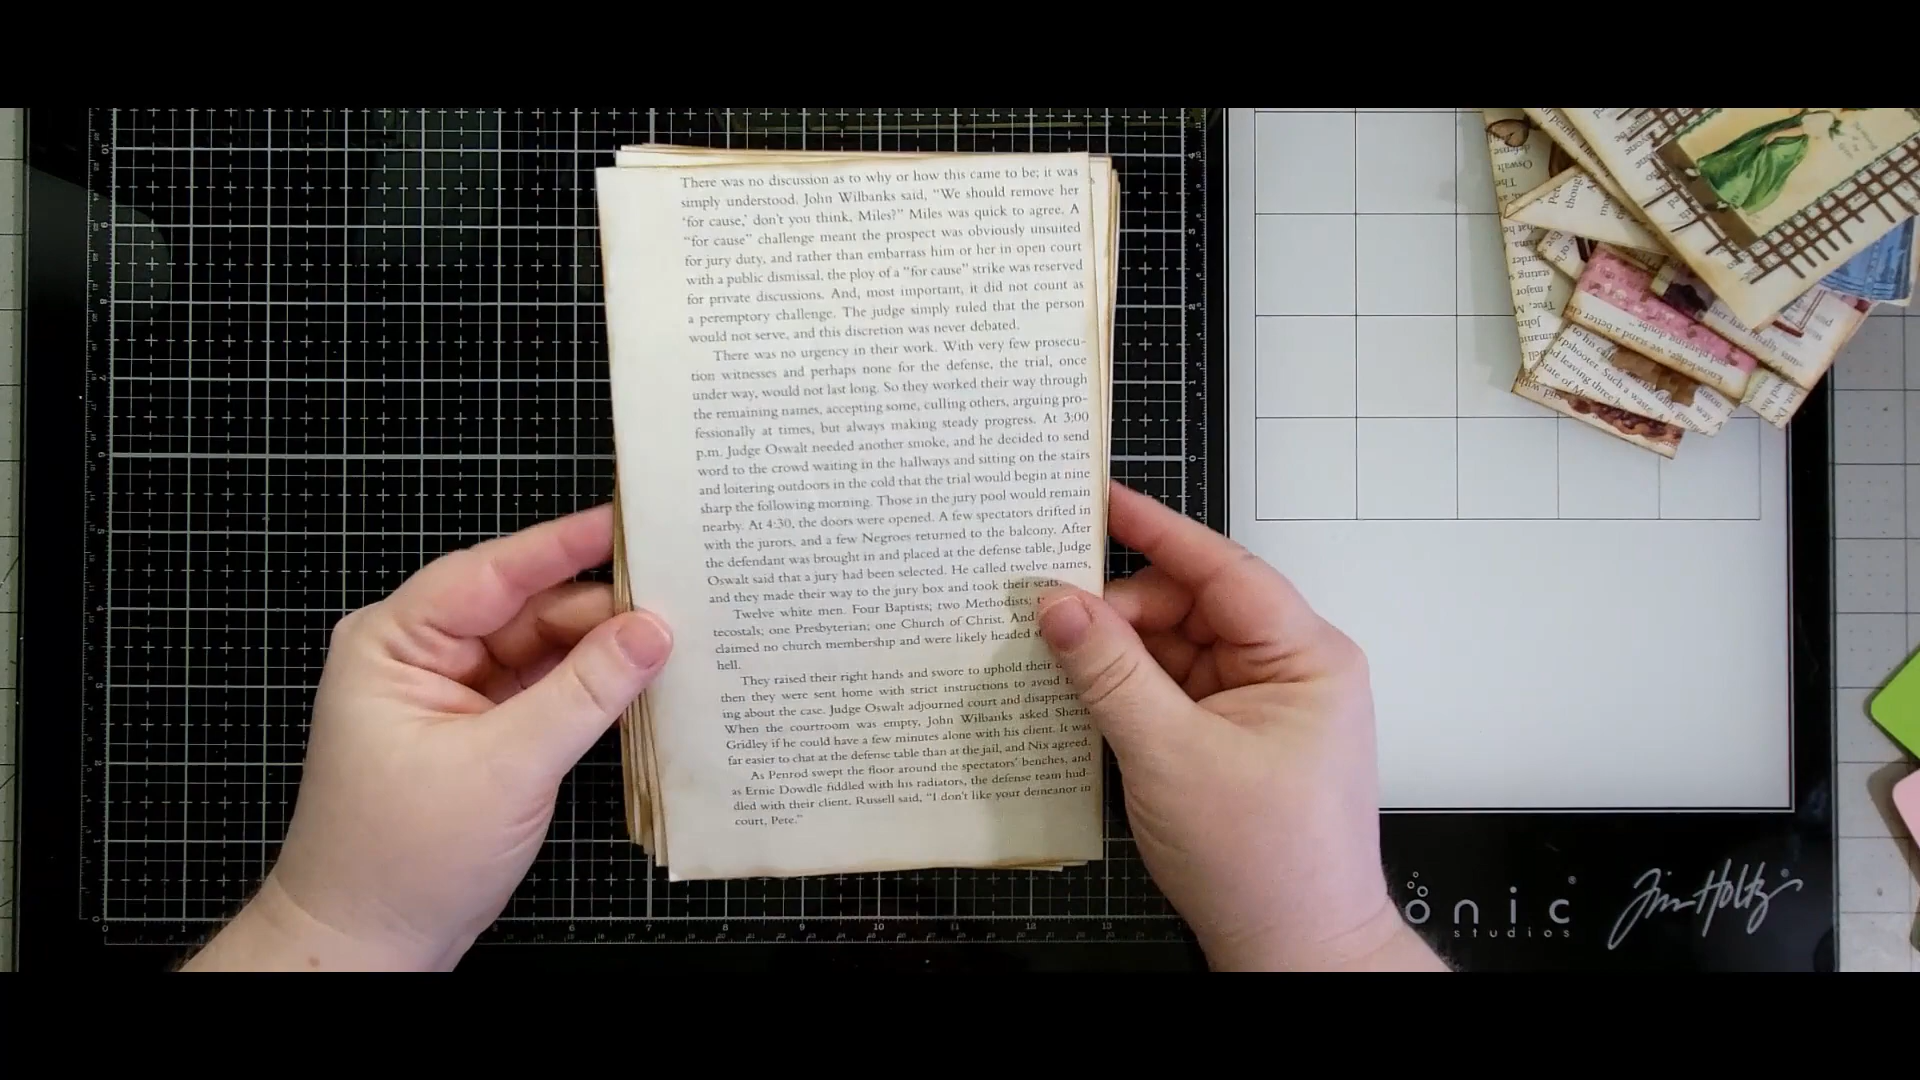 There was no discussion as to why or how this came to be; it was
simply understood. John Wilbanks said, “We should remove her
‘for cause,’ don’t you think, Miles?” Miles was quick to agree. A
“for cause” challenge meant the prospect was obviously unsuited
for jury duty, and rather than embarrass him or her in open court
with a public dismissal, the ploy of a “for cause” strike was reserved
for private discussions. And, most important, it did not count as
a peremptory challenge. The judge simply ruled that the person
would not serve, and this discretion was never debated.
There was no urgency in their work. With very few prosecu-
tion witnesses and perhaps none for the defense, the trial, once
under way, would not last long. So they worked their way through
the remaining names, accepting some, culling others, arguing pro-
fessionally at times, but always making steady progress. At 3:00
p.m. Judge Oswalt needed another smoke, and he decided to send
word to the crowd waiting in the hallways and sitting on the stairs
and loitering outdoors in the cold that the trial would begin at nine
sharp the following morning. Those in the jury pool would remain
nearby. At 4:30, the doors were opened. A few spectators drifted in
with the jurors, and a few Negroes returned to the balcony. After
the defendant was brought in and placed at the defense table, Judge
Oswalt said that a jury had been selected. He called twelve names,
and they made their way to the jury box and took their seats.
Twelve white men. Four Baptists; two Methodists;
tecostals; one Presbyterian; one Church of Christ. And
claimed no church membership and were likely headed
hell.
They raised their right hands and swore to uphold their
then they were sent home with strict instructions to avoid
ing about the case. Judge Oswalt adjourned court and disappeared
When the courtroom was empty, John Wilbanks asked Sheriff
Gridley if he could have a few minutes alone with his client. It was
far easier to chat at the defense table than at the jail, and Nix agreed.
As Penrod swept the floor around the spectators’ benches, and
as Ernie Dowdle fiddled with his radiators, the defense team hud-
dled with their client. Russell said, “I don’t like your demeanor in
court, Pete.”
onic
studios
Tim Holtz